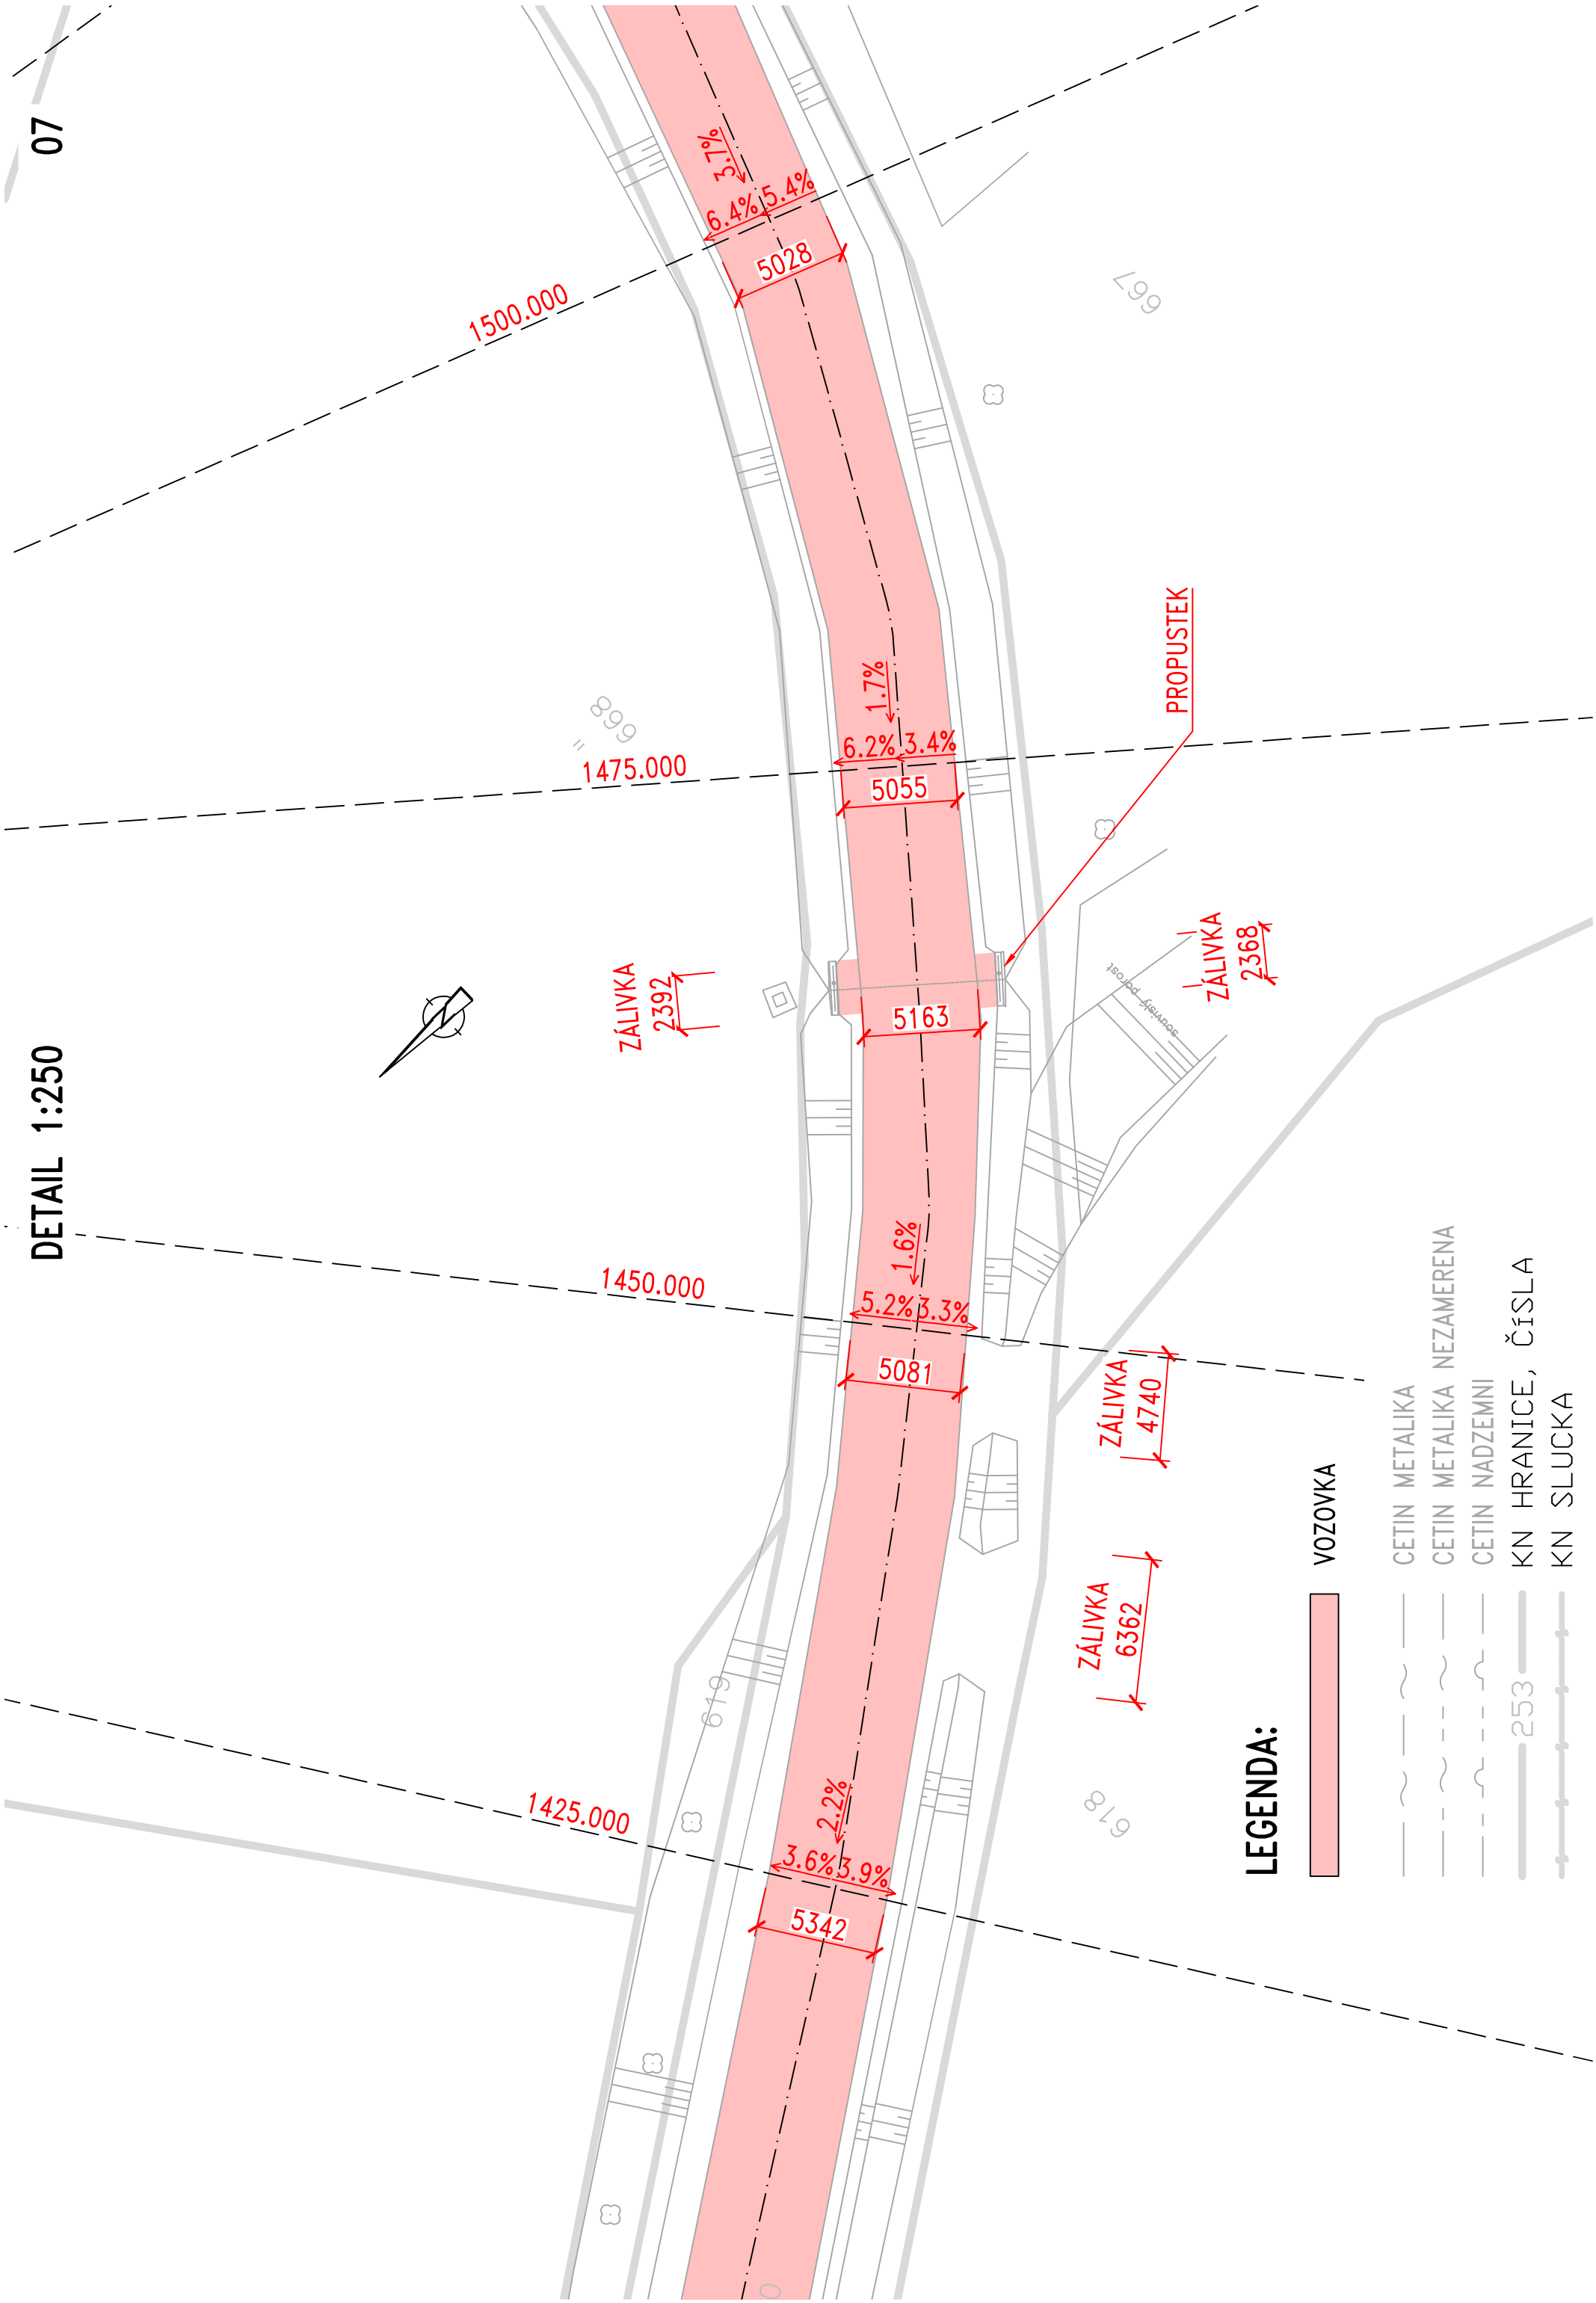 DETAIL 1:250
07
1425.000
1450.000
1475.000
1500.000
2.2%
3.6% 3.9%
5342
1.6%
5.2% 3.3%
5081
5163
1.7%
6.2% 3.4%
5055
3.7%
6.4% 5.4%
5028
ZÁLIVKA
2392
ZÁLIVKA
2368
ZÁLIVKA
4740
ZÁLIVKA
6362
PROPUSTEK
souvislý porost
619
618
668
667
0
LEGENDA:
VOZOVKA
CETIN METALIKA
CETIN METALIKA NEZAMERENA
CETIN NADZEMNI
253 KN HRANICE, ČÍSLA
KN SLUCKA